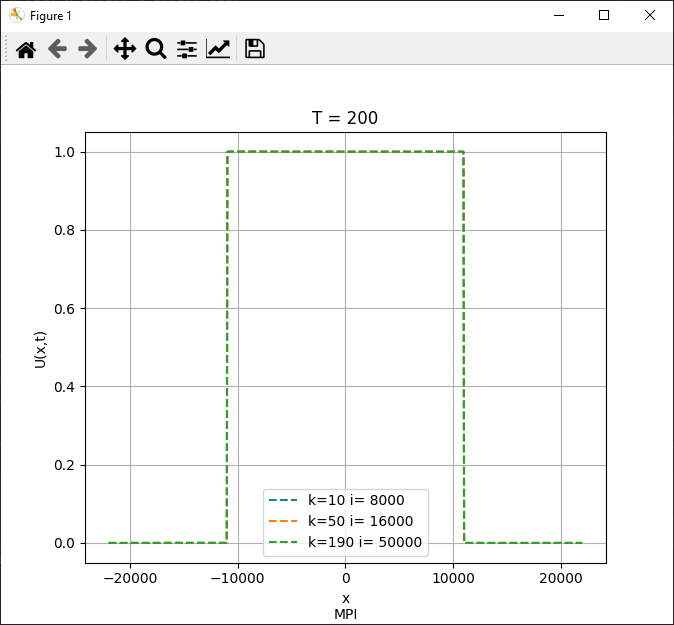 Figure 1
T = 200
1.0
0.8
0.6
0.4
0.2
0.0
U(x,t)
k=10 i= 8000
k=50 i= 16000
k=190 i= 50000
−20000 −10000 0 10000 20000
x
MPI